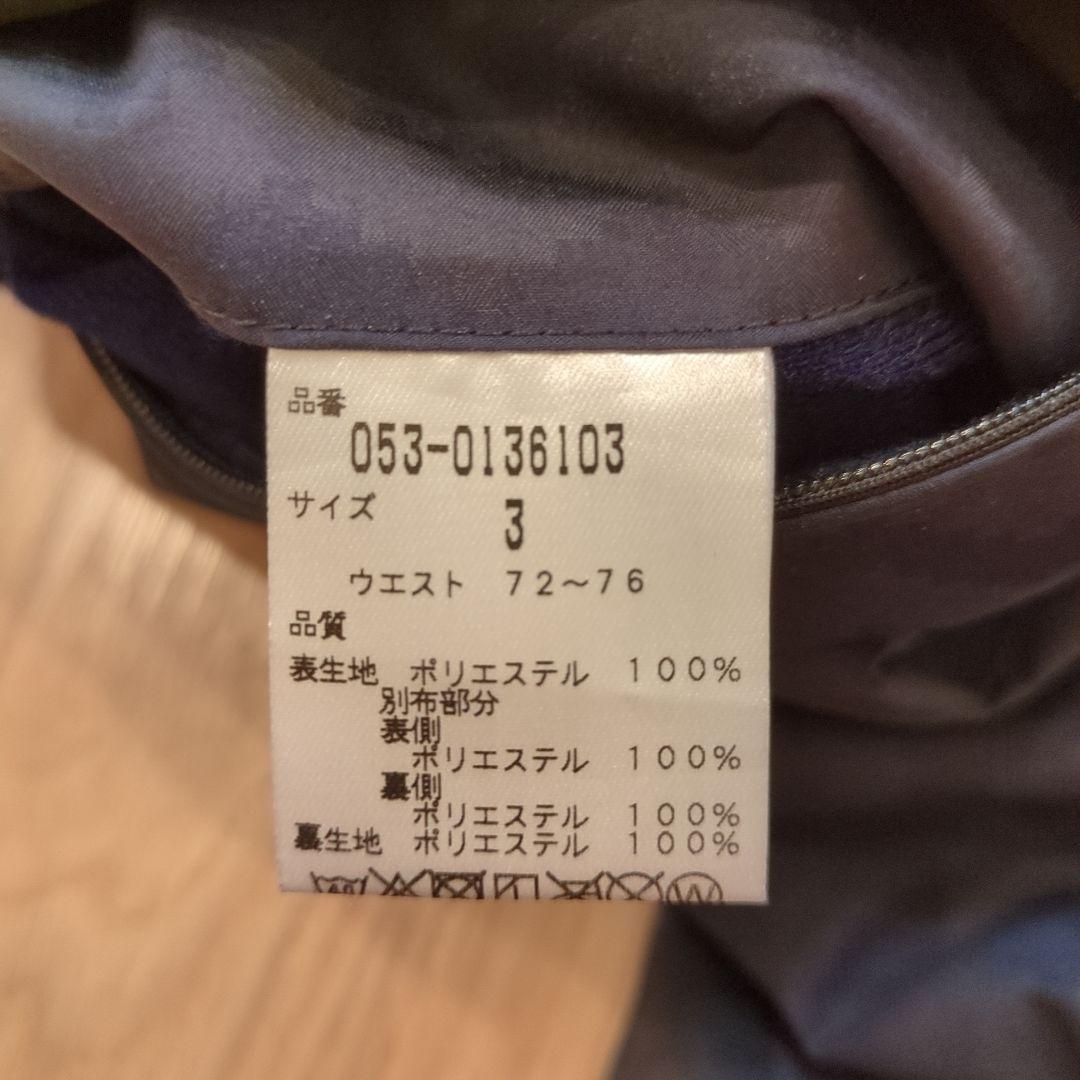 品番
053-0136103
サイズ 3
ウエスト 72～76
品質
表生地 ポリエステル 100%
別布部分
表側
ポリエステル 100%
裏側
ポリエステル 100%
裏生地 ポリエステル 100%
W